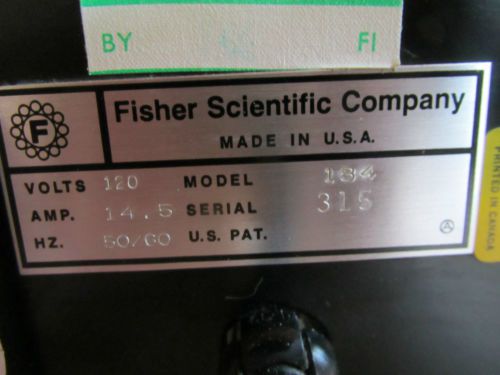 BY FI
F Fisher Scientific Company
MADE IN U.S.A.
VOLTS 120 MODEL 184
AMP. 14.5 SERIAL 315
HZ. 50/60 U.S. PAT.
PRINTED IN CANADA